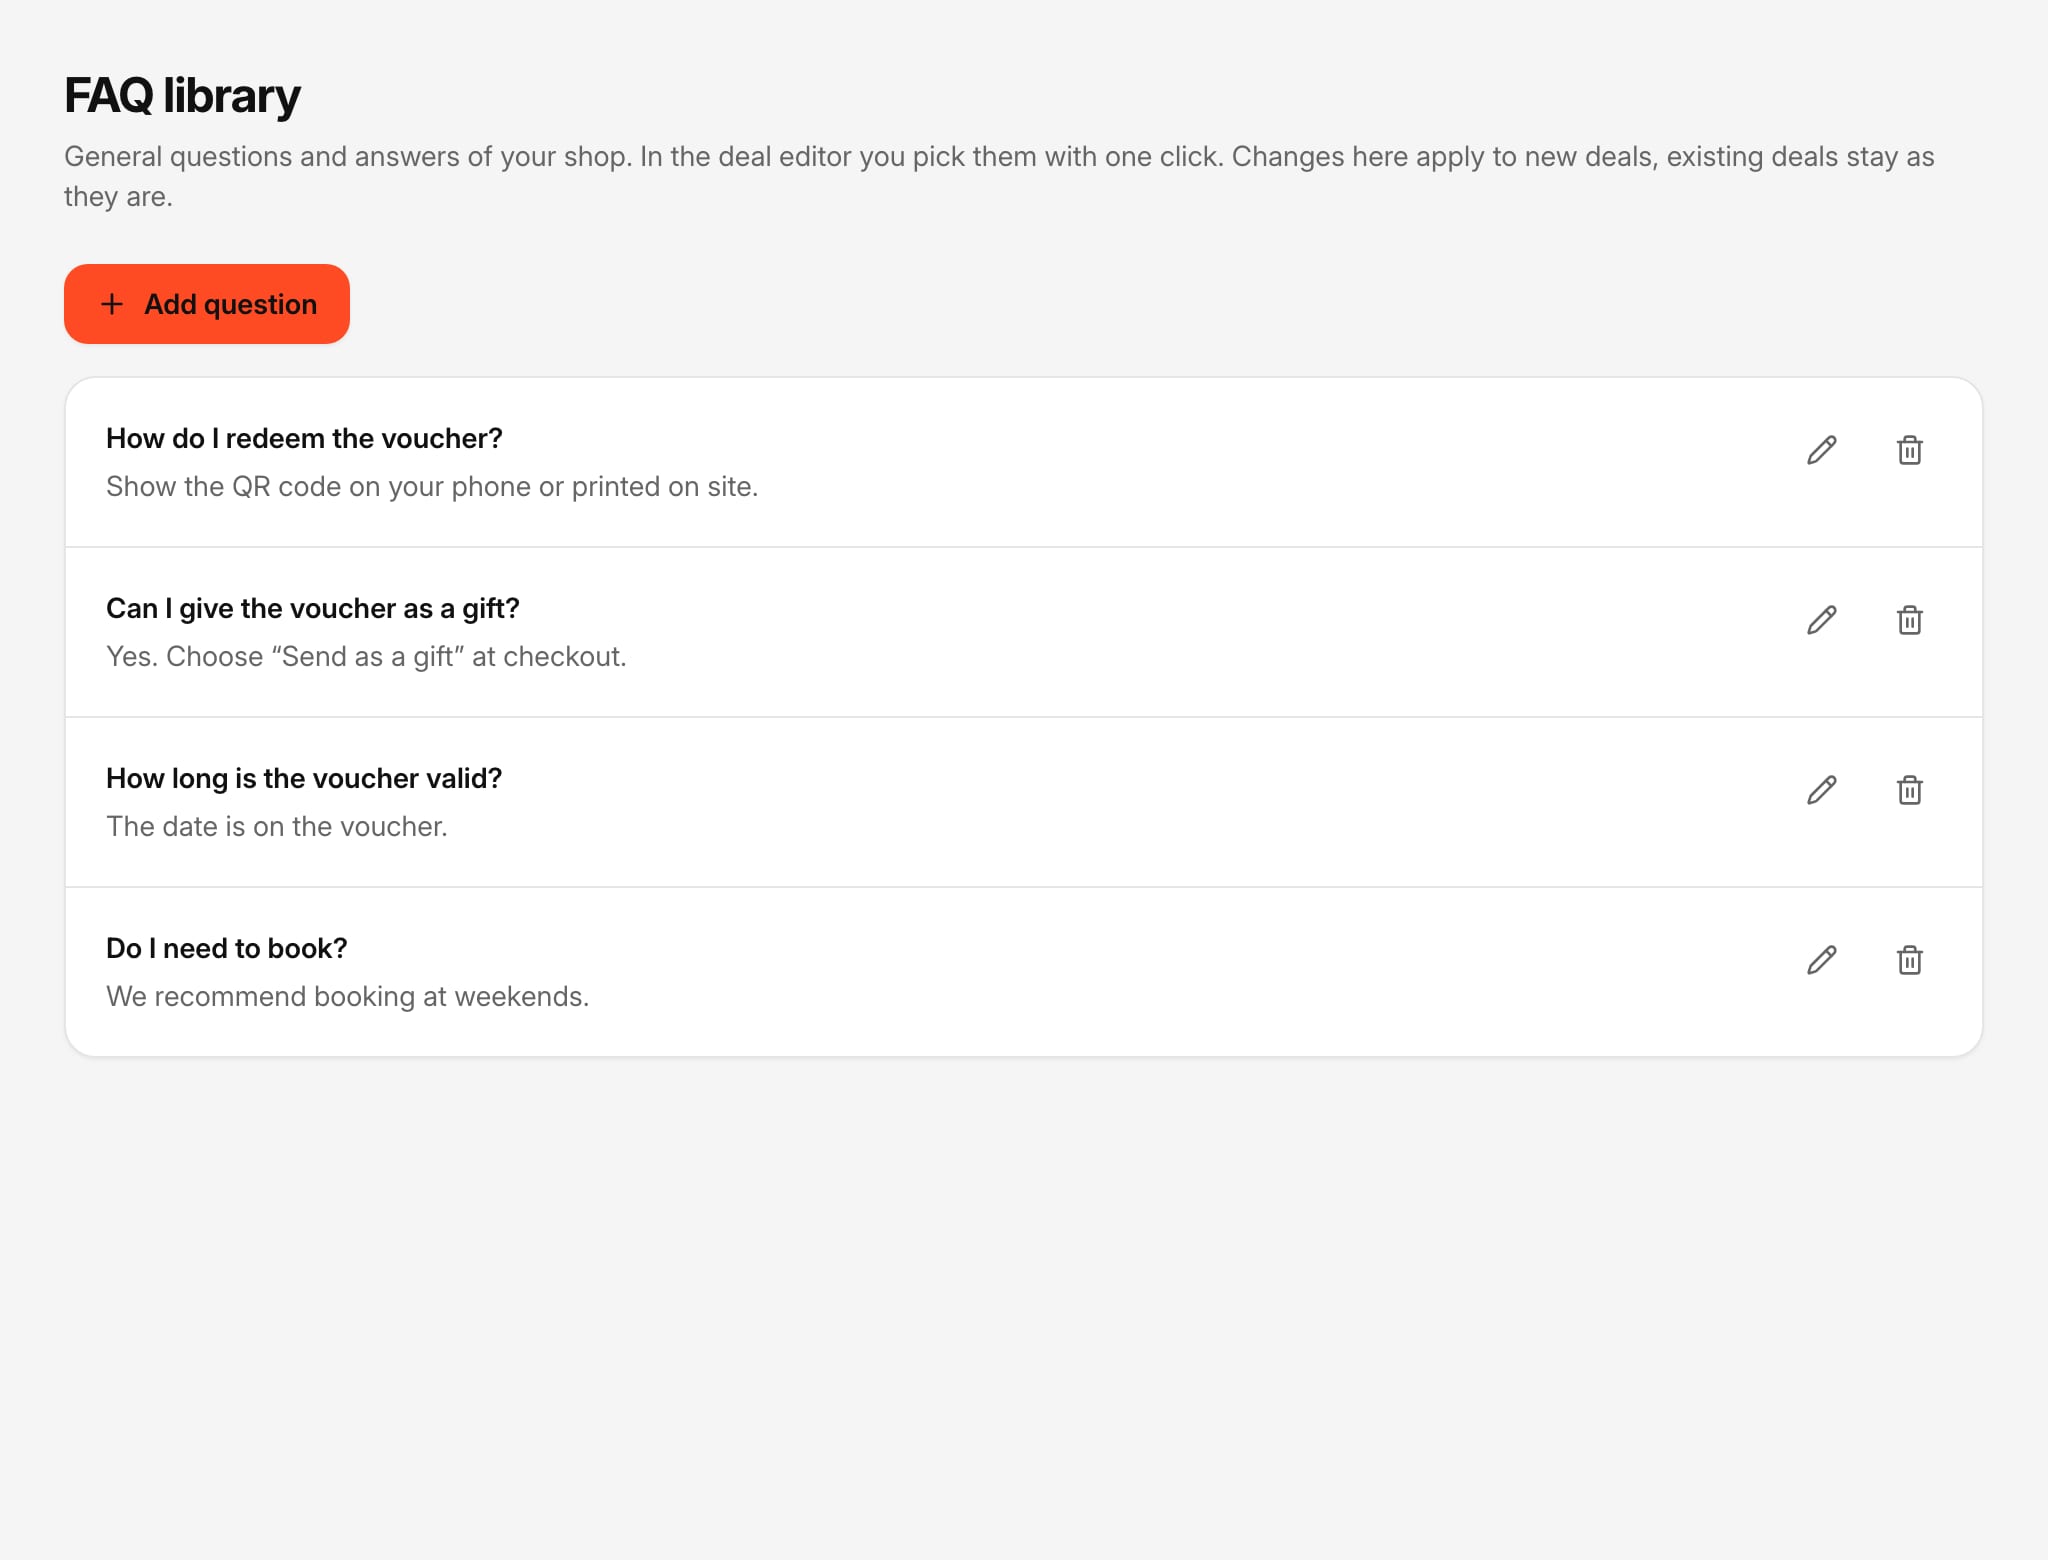 FAQ library
General questions and answers of your shop. In the deal editor you pick them with one click. Changes here apply to new deals, existing deals stay as
they are.
Add question
How do I redeem the voucher?
Show the QR code on your phone or printed on site.
Can I give the voucher as a gift?
Yes. Choose “Send as a gift” at checkout.
How long is the voucher valid?
The date is on the voucher.
Do I need to book?
We recommend booking at weekends.